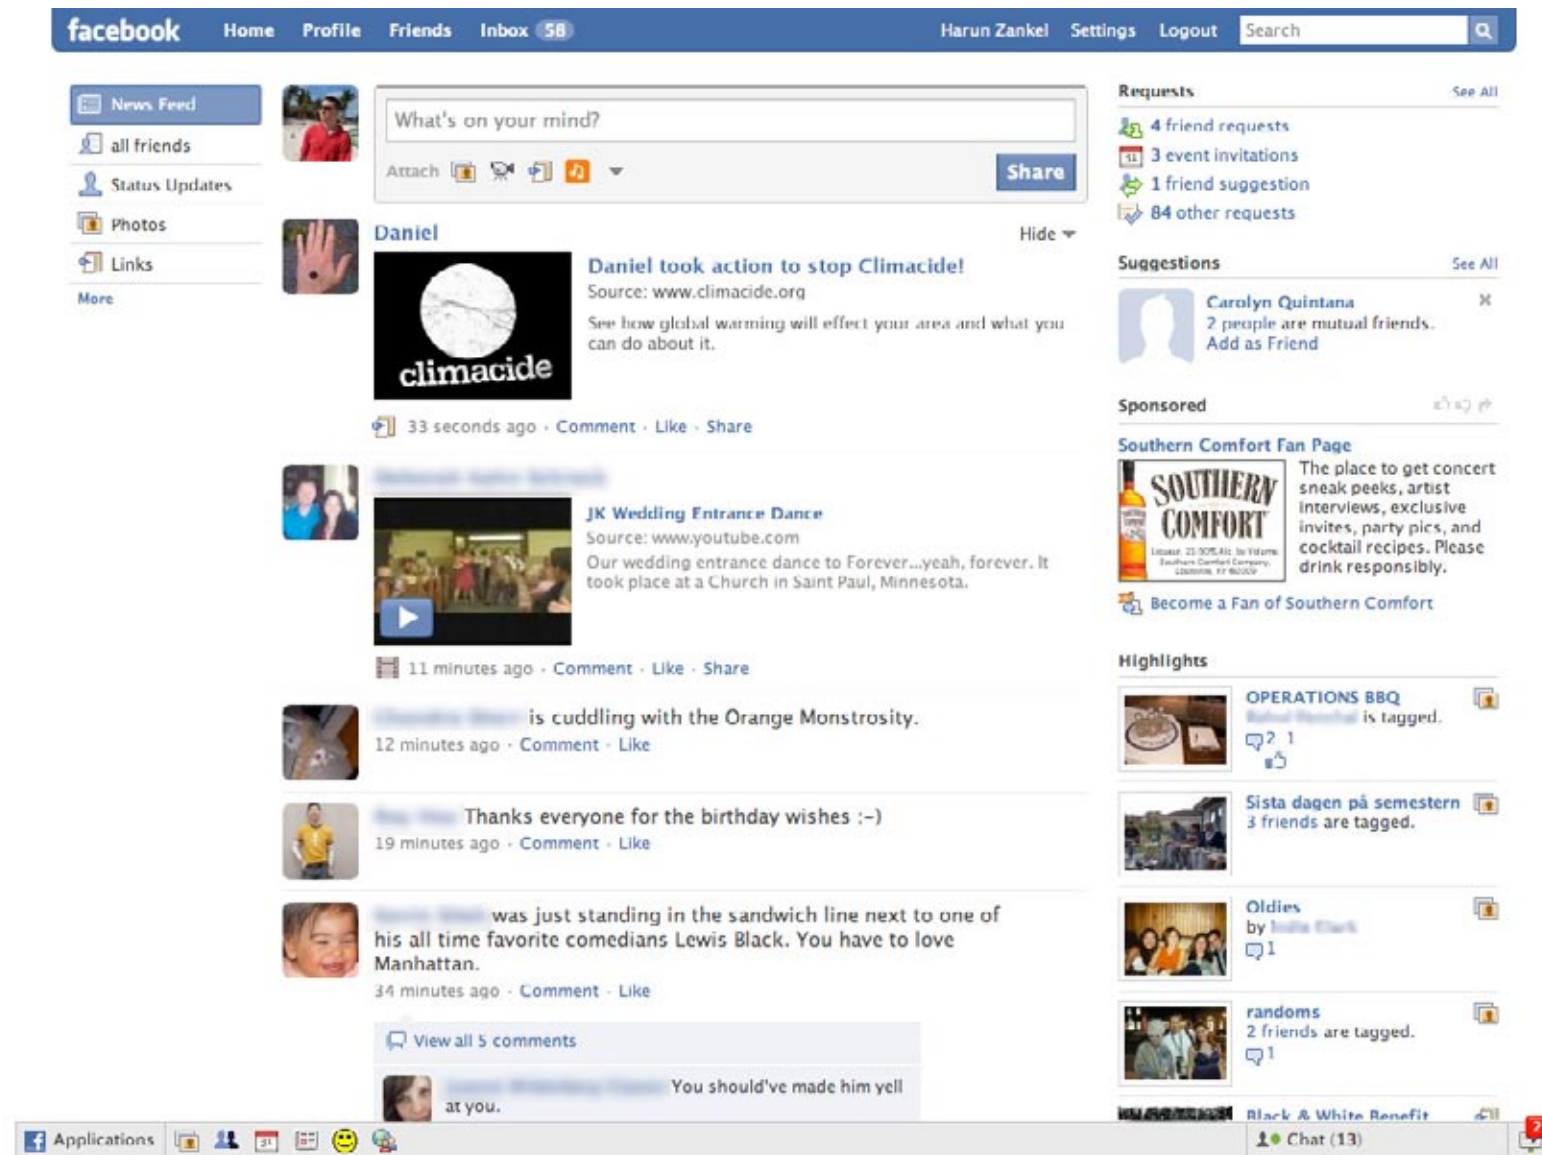 facebook Home Profile Friends Inbox 58 Harun Zankel Settings Logout Search
News Feed
all friends
Status Updates
Photos
Links
More
What's on your mind?
Attach Share
Daniel Hide
climacide
Daniel took action to stop Climacide!
Source: www.climacide.org
See how global warming will effect your area and what you
can do about it.
33 seconds ago · Comment · Like · Share
JK Wedding Entrance Dance
Source: www.youtube.com
Our wedding entrance dance to Forever...yeah, forever. It
took place at a Church in Saint Paul, Minnesota.
11 minutes ago · Comment · Like · Share
is cuddling with the Orange Monstrosity.
12 minutes ago · Comment · Like
Thanks everyone for the birthday wishes :-)
19 minutes ago · Comment · Like
was just standing in the sandwich line next to one of
his all time favorite comedians Lewis Black. You have to love
Manhattan.
34 minutes ago · Comment · Like
View all 5 comments
You should've made him yell
at you.
Requests See All
4 friend requests
31
3 event invitations
1 friend suggestion
84 other requests
Suggestions See All
Carolyn Quintana
2 people are mutual friends.
Add as Friend
Sponsored
Southern Comfort Fan Page
SOUTHERN
COMFORT
The place to get concert
sneak peeks, artist
interviews, exclusive
invites, party pics, and
cocktail recipes. Please
drink responsibly.
Become a Fan of Southern Comfort
Highlights
OPERATIONS BBQ
is tagged.
2 1
Sista dagen på semestern
3 friends are tagged.
Oldies
by
1
randoms
2 friends are tagged.
1
Black & White Benefit
Applications 31 Chat (13) 2